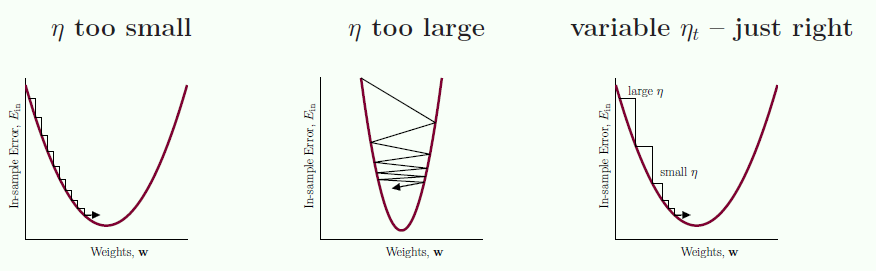 η too small
In-sample Error, E_in
Weights, w
η too large
In-sample Error, E_in
Weights, w
variable η_t – just right
large η
small η
In-sample Error, E_in
Weights, w